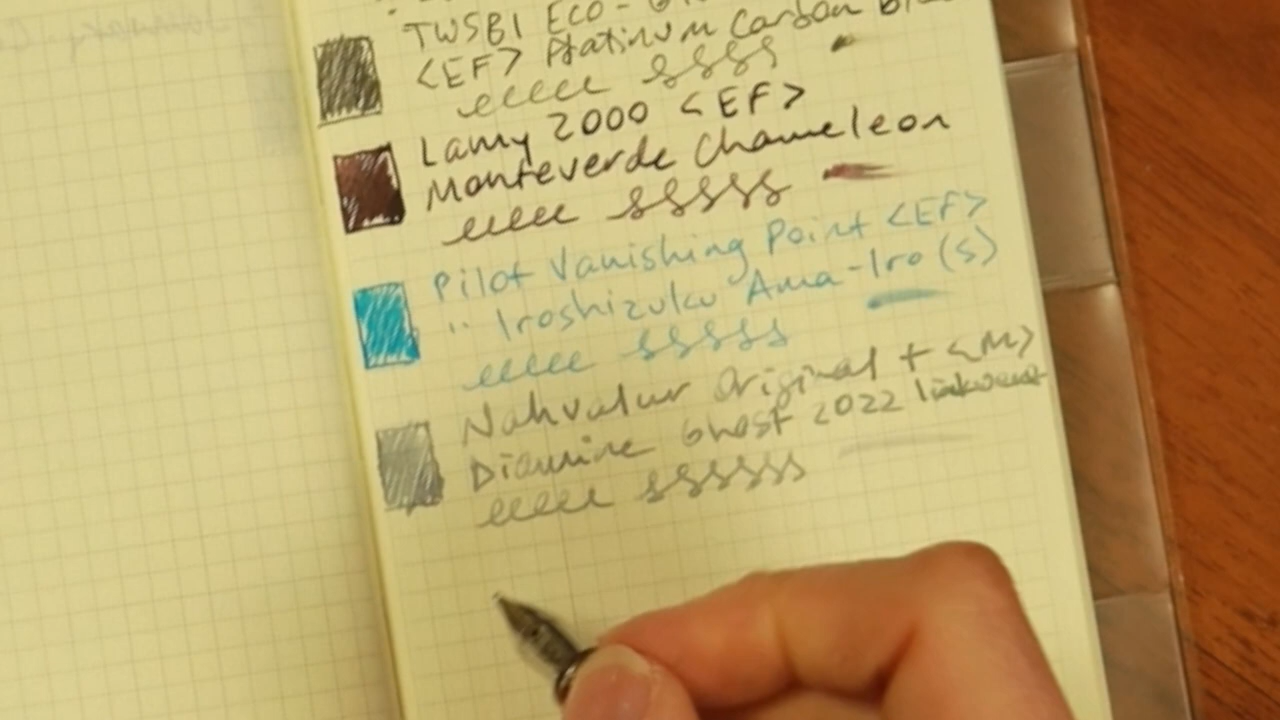 TWSBI Eco -
<EF> Platinum Carbon
eeeee sssss
Lamy 2000 <EF>
Monteverde Chameleon
eeeee sssss
Pilot Vanishing Point <EF>
" Iroshizuku Ama-Iro (s)
eeeee sssss
Nahvalur Original + <M>
Diamine Ghost 2022 Inkvent
eeeee ssssss